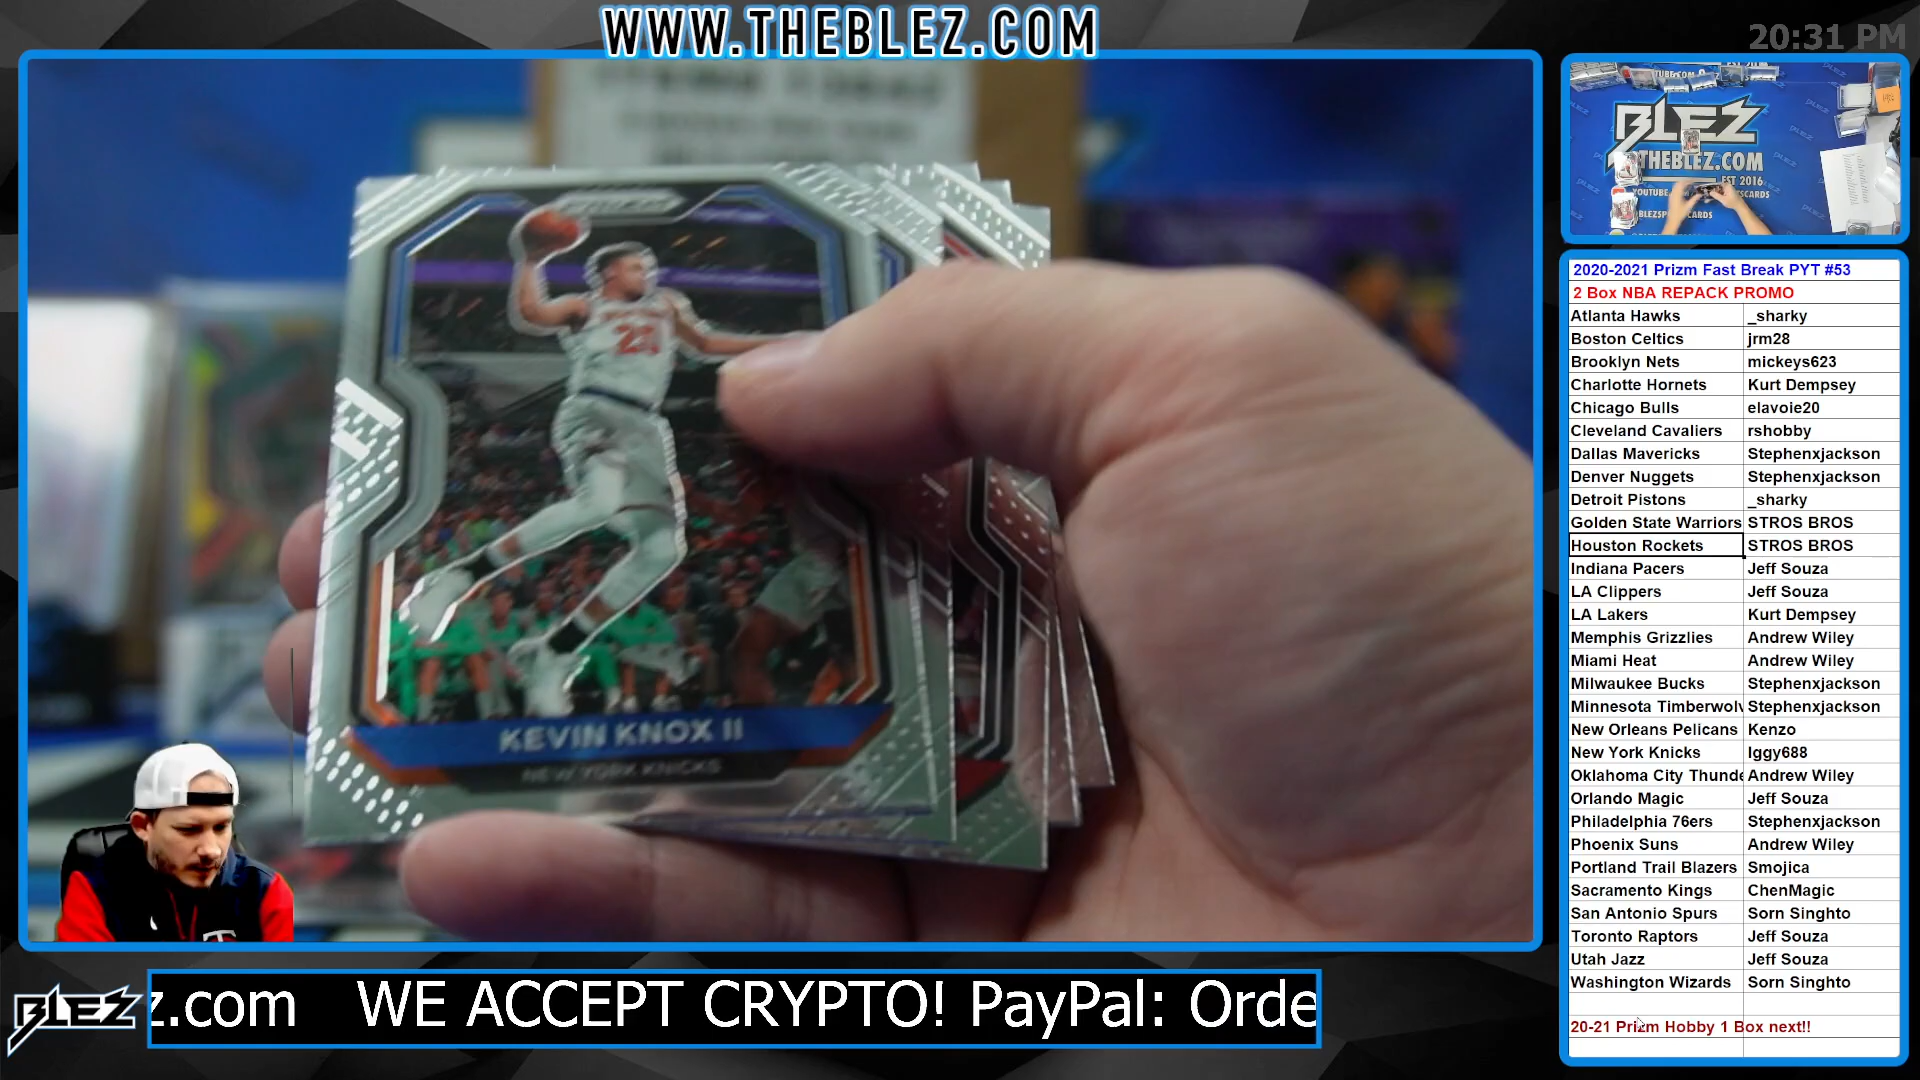 WWW.THEBLEZ.COM
20:31 PM
KEVIN KNOX II
NEW YORK KNICKS
BLEZ
THEBLEZ.COM
EST 2016
2020-2021 Prizm Fast Break PYT #53
2 Box NBA REPACK PROMO
Atlanta Hawks _sharky
Boston Celtics jrm28
Brooklyn Nets mickeys623
Charlotte Hornets Kurt Dempsey
Chicago Bulls elavoie20
Cleveland Cavaliers rshobby
Dallas Mavericks Stephenxjackson
Denver Nuggets Stephenxjackson
Detroit Pistons _sharky
Golden State Warriors STROS BROS
Houston Rockets STROS BROS
Indiana Pacers Jeff Souza
LA Clippers Jeff Souza
LA Lakers Kurt Dempsey
Memphis Grizzlies Andrew Wiley
Miami Heat Andrew Wiley
Milwaukee Bucks Stephenxjackson
Minnesota Timberwolv Stephenxjackson
New Orleans Pelicans Kenzo
New York Knicks Iggy688
Oklahoma City Thunde Andrew Wiley
Orlando Magic Jeff Souza
Philadelphia 76ers Stephenxjackson
Phoenix Suns Andrew Wiley
Portland Trail Blazers Smojica
Sacramento Kings ChenMagic
San Antonio Spurs Sorn Singhto
Toronto Raptors Jeff Souza
Utah Jazz Jeff Souza
Washington Wizards Sorn Singhto
20-21 Prizm Hobby 1 Box next!!
BLEZ
z.com WE ACCEPT CRYPTO! PayPal: Orde